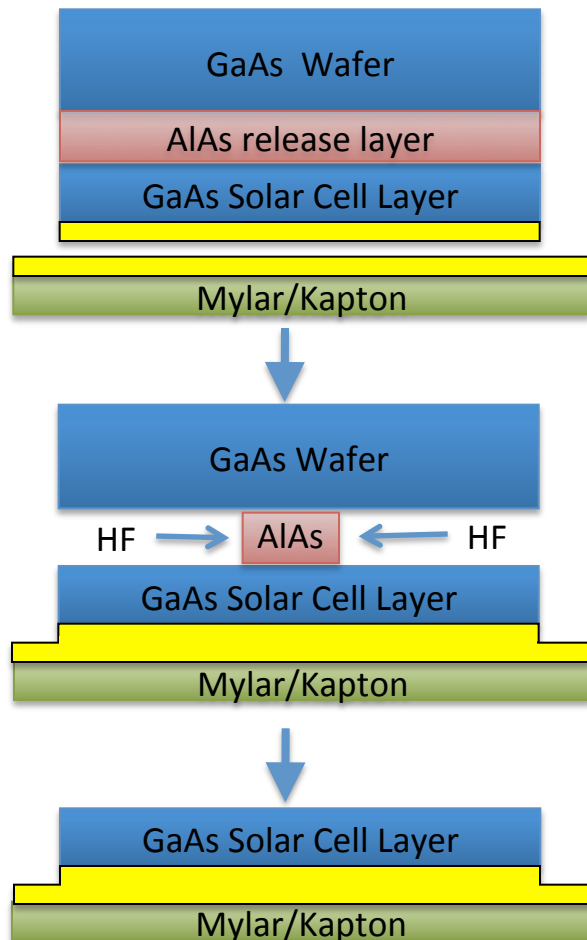 GaAs  Wafer
AlAs release layer
GaAs Solar Cell Layer
Mylar/Kapton
GaAs Wafer
HF AlAs HF
GaAs Solar Cell Layer
Mylar/Kapton
GaAs Solar Cell Layer
Mylar/Kapton